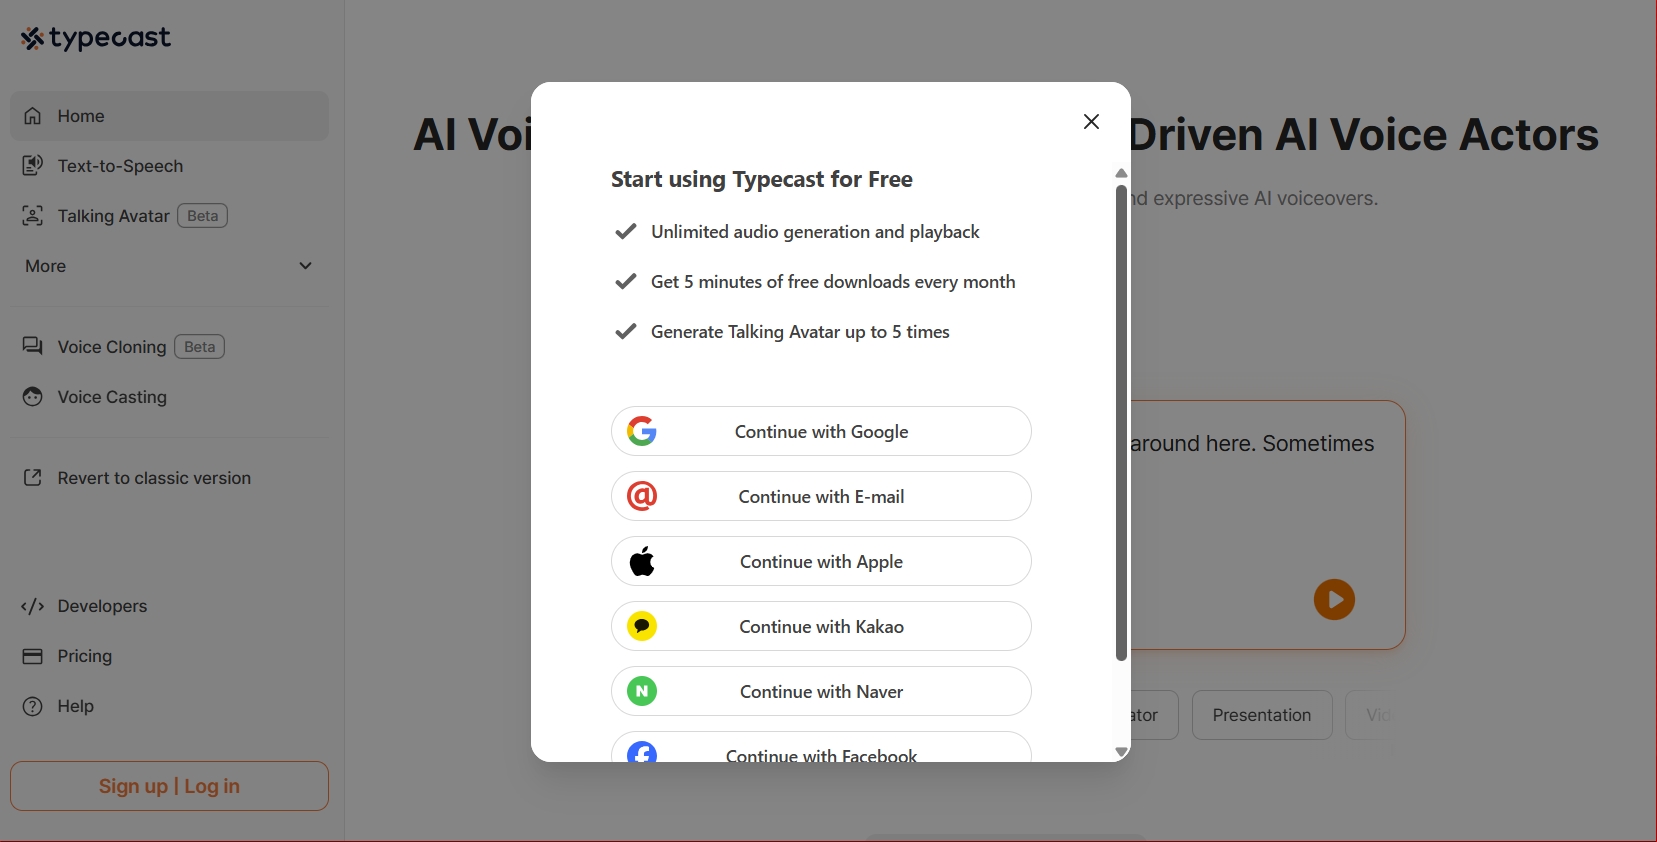 typecast
Home
Text-to-Speech
Talking Avatar Beta
More
Voice Cloning Beta
Voice Casting
Revert to classic version
Developers
Pricing
Help
Sign up | Log in
AI Driven AI Voice Actors
expressive AI voiceovers.
Start using Typecast for Free
Unlimited audio generation and playback
Get 5 minutes of free downloads every month
Generate Talking Avatar up to 5 times
Continue with Google
Continue with E-mail
Continue with Apple
Continue with Kakao
Continue with Naver
Continue with Facebook
around here. Sometimes
Presentation